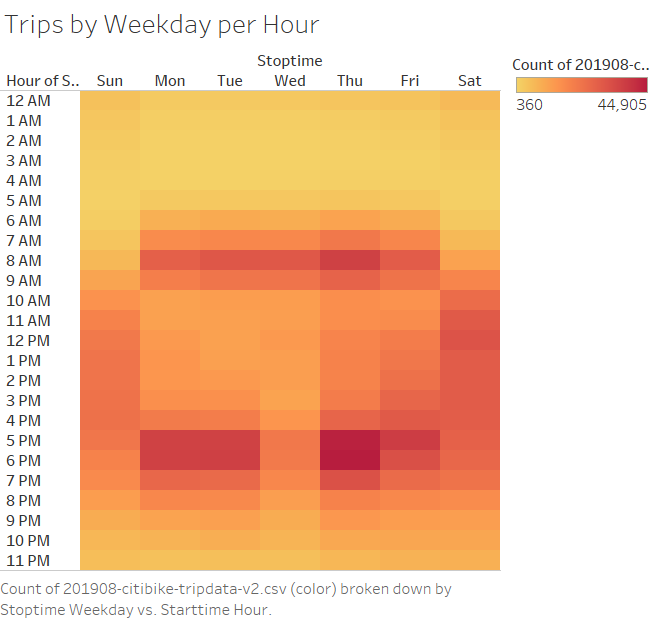 Trips by Weekday per Hour
Stoptime
Hour of S.. Sun Mon Tue Wed Thu Fri Sat
12 AM
1 AM
2 AM
3 AM
4 AM
5 AM
6 AM
7 AM
8 AM
9 AM
10 AM
11 AM
12 PM
1 PM
2 PM
3 PM
4 PM
5 PM
6 PM
7 PM
8 PM
9 PM
10 PM
11 PM
Count of 201908-c..
360 44,905
Count of 201908-citibike-tripdata-v2.csv (color) broken down by
Stoptime Weekday vs. Starttime Hour.